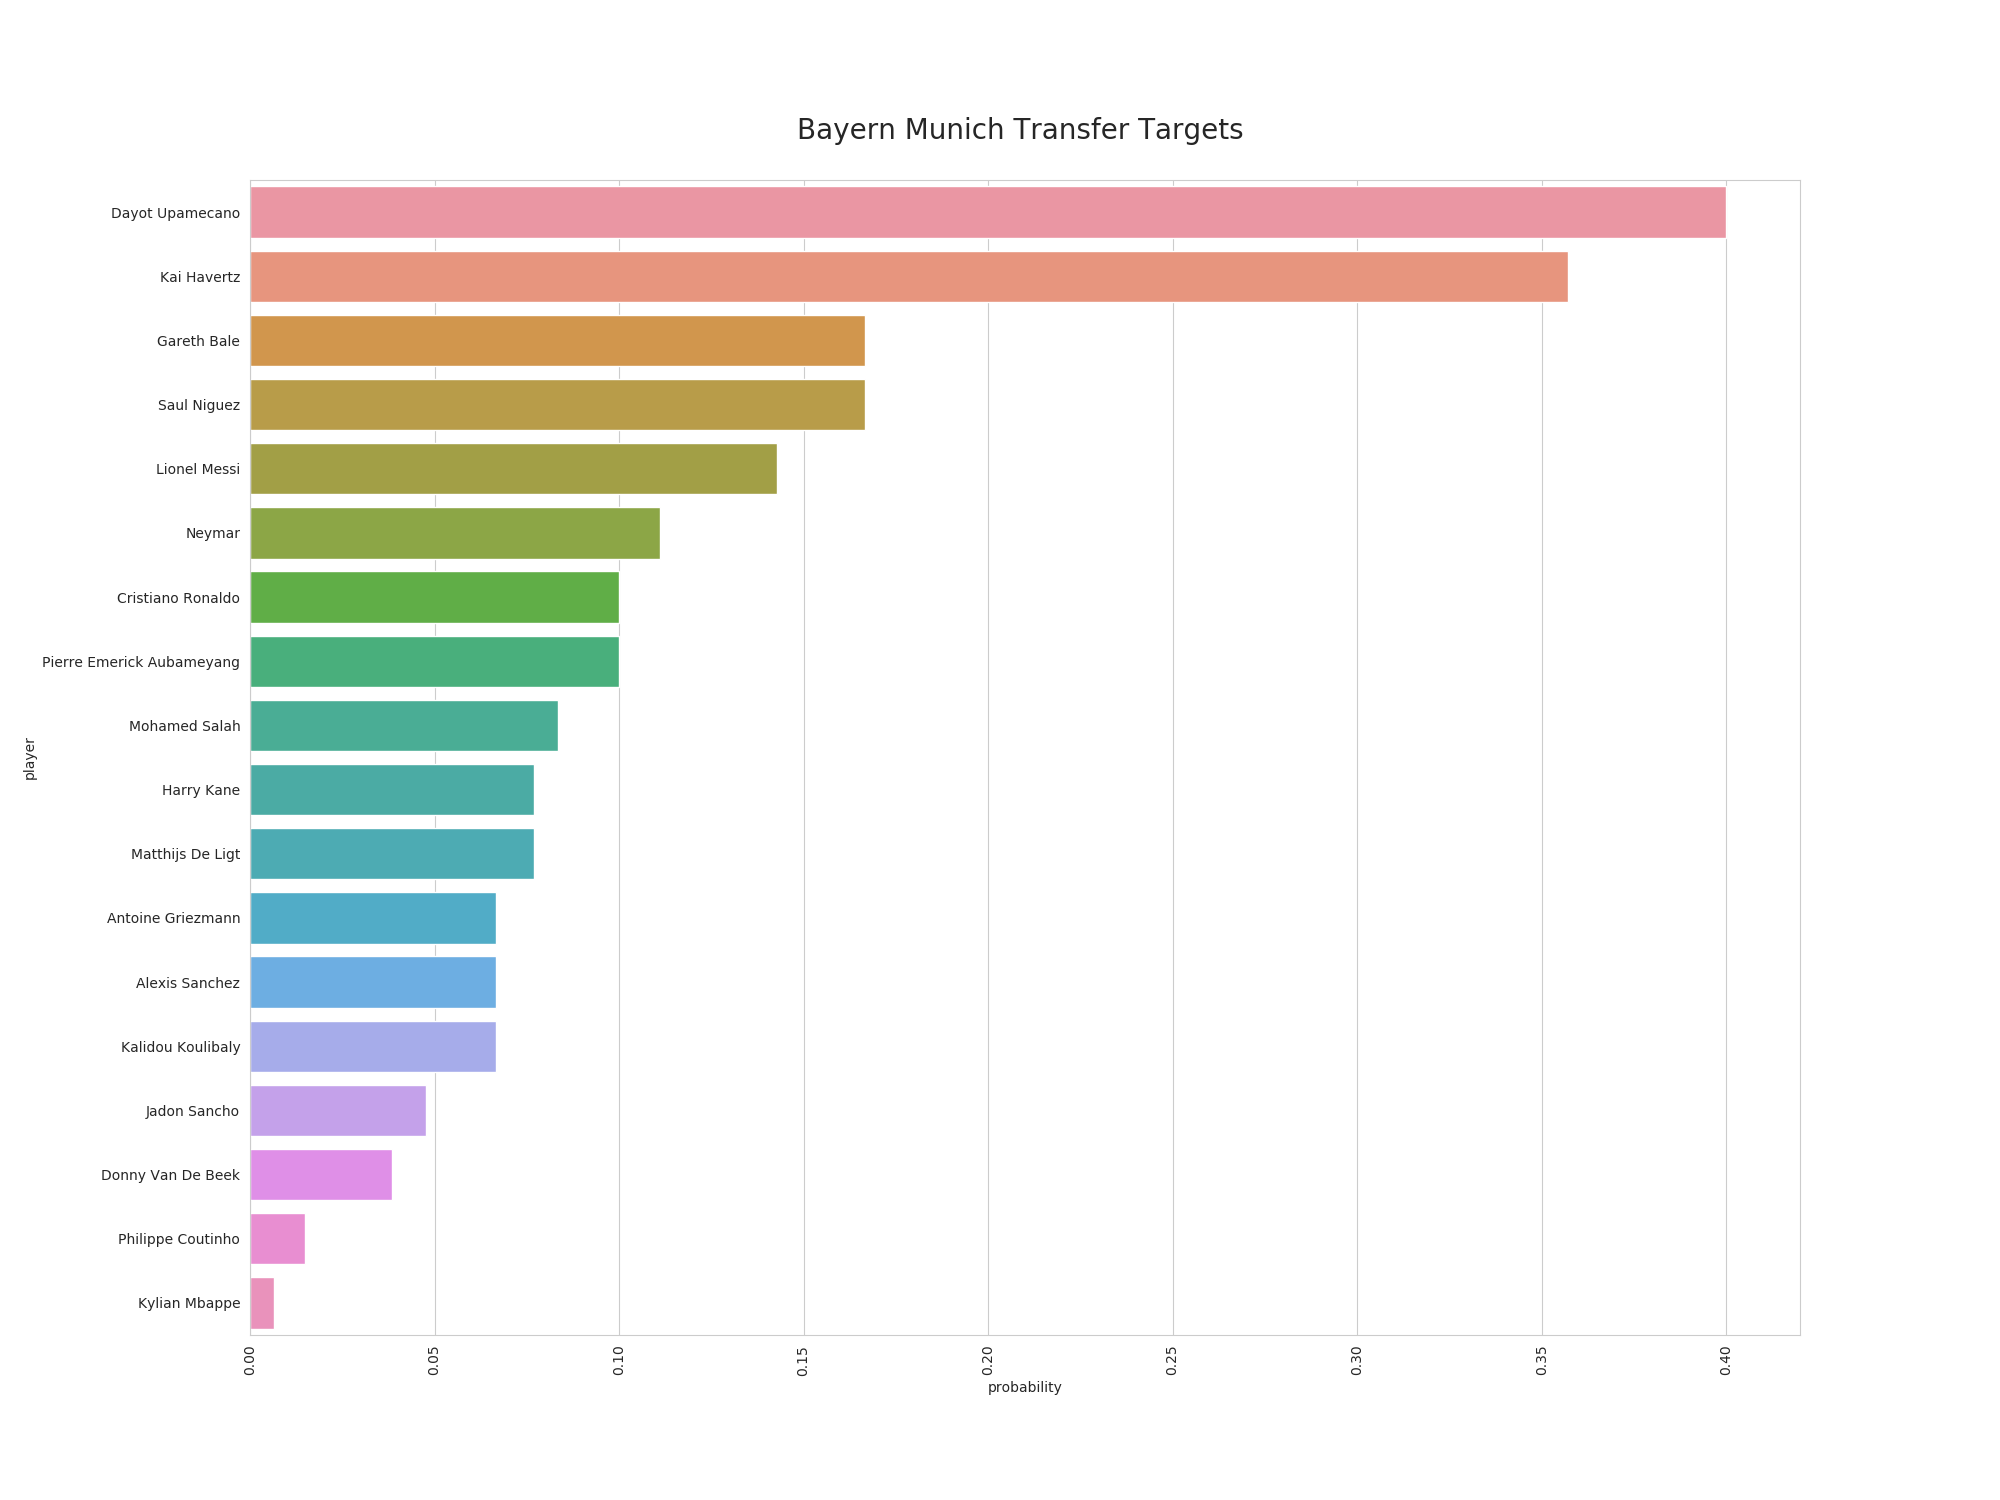 Bayern Munich Transfer Targets
Dayot Upamecano
Kai Havertz
Gareth Bale
Saul Niguez
Lionel Messi
Neymar
Cristiano Ronaldo
Pierre Emerick Aubameyang
Mohamed Salah
Harry Kane
Matthijs De Ligt
Antoine Griezmann
Alexis Sanchez
Kalidou Koulibaly
Jadon Sancho
Donny Van De Beek
Philippe Coutinho
Kylian Mbappe
player
0.00
0.05
0.10
0.15
0.20
0.25
0.30
0.35
0.40
probability